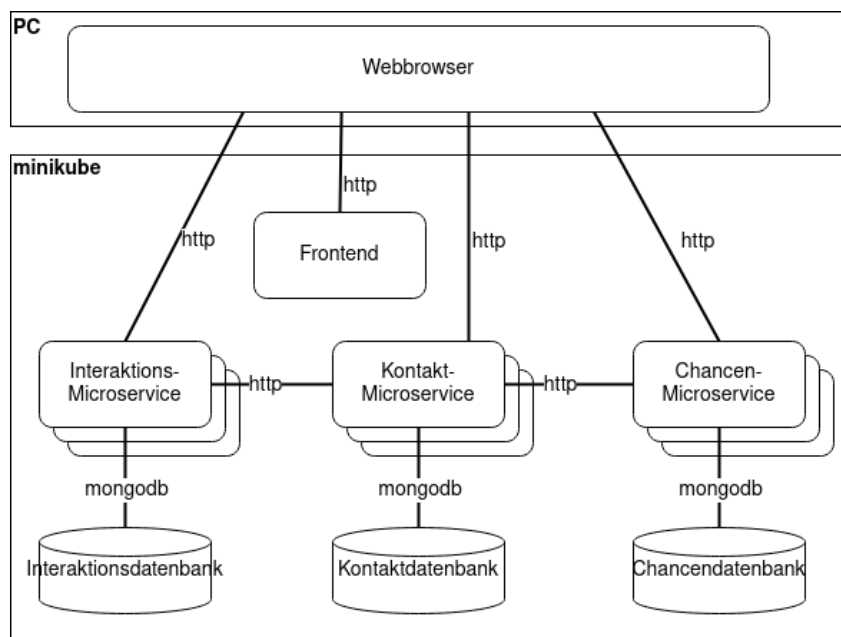 PC
Webbrowser
minikube
http
http
http
http
Frontend
Interaktions-
Microservice
http
Kontakt-
Microservice
http
Chancen-
Microservice
mongodb
mongodb
mongodb
Interaktionsdatenbank
Kontaktdatenbank
Chancendatenbank